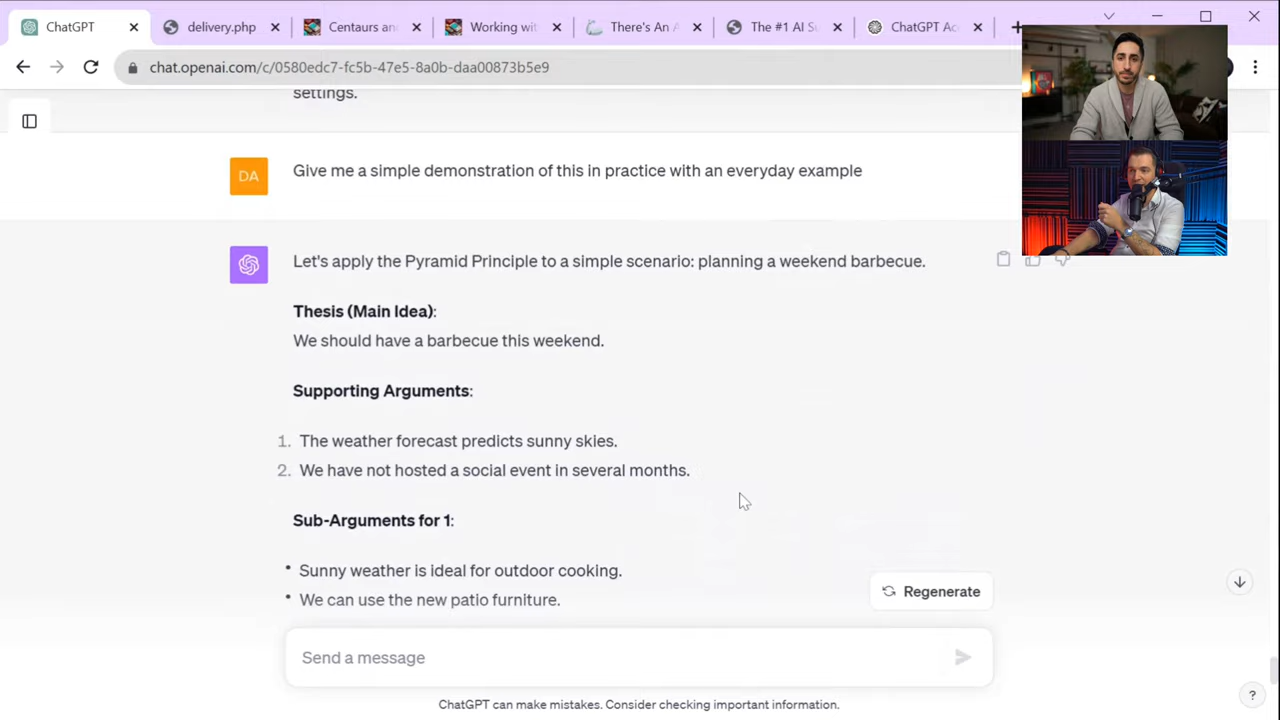 ChatGPT
delivery.php
Centaurs an
Working wit
There's An A
The #1 AI Su
ChatGPT Acc
chat.openai.com/c/0580edc7-fc5b-47e5-8a0b-daa00873b5e9
settings.
DA
Give me a simple demonstration of this in practice with an everyday example
Let's apply the Pyramid Principle to a simple scenario: planning a weekend barbecue.
Thesis (Main Idea):
We should have a barbecue this weekend.
Supporting Arguments:
1. The weather forecast predicts sunny skies.
2. We have not hosted a social event in several months.
Sub-Arguments for 1:
• Sunny weather is ideal for outdoor cooking.
• We can use the new patio furniture.
Regenerate
Send a message
ChatGPT can make mistakes. Consider checking important information.
?